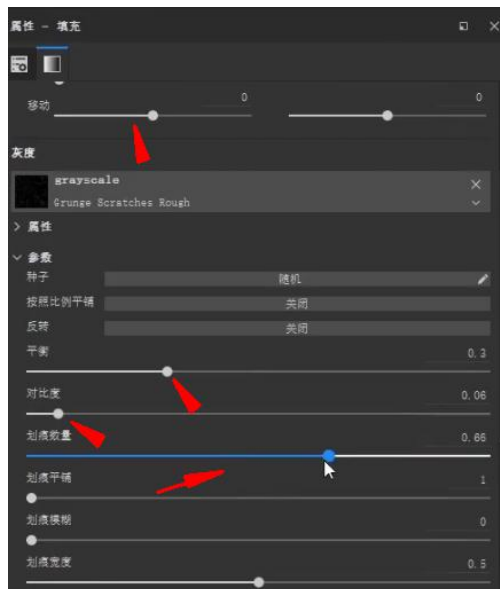 属性 - 填充
移动 0 0
灰度
grayscale
Grunge Scratches Rough
属性
参数
种子 随机
按照比例平铺 关闭
反转 关闭
平衡 0.3
对比度 0.06
划痕数量 0.66
划痕平铺 1
划痕模糊 0
划痕宽度 0.5